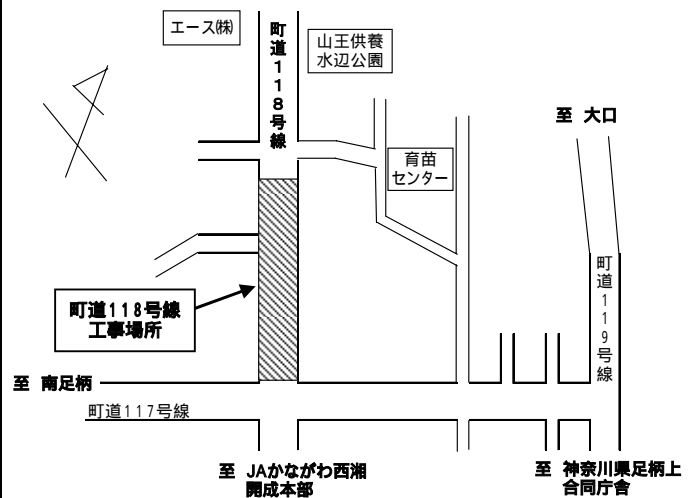 エース㈱
町道118号線
山王供養
水辺公園
至 大口
育苗
センター
町道119号線
町道118号線
工事場所
至 南足柄
町道117号線
至 JAかながわ西湘
開成本部
至 神奈川県足柄上
合同庁舎